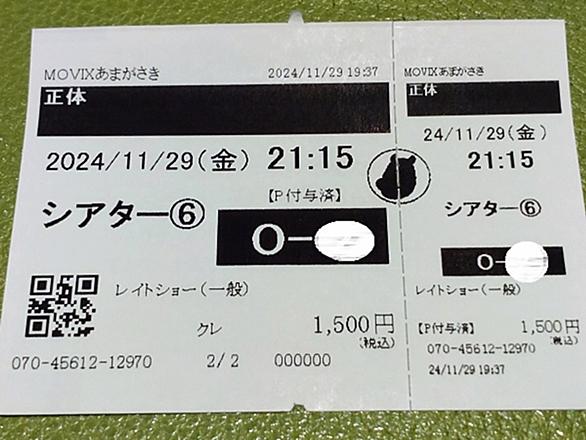 MOVIXあまがさき 2024/11/29 19:37
正体
2024/11/29(金) 21:15
【P付与済】
シアター⑥
O-
レイトショー(一般)
クレ 1,500円
(税込)
070-45612-12970 2/2 000000
MOVIXあまがさき
正体
24/11/29(金)
21:15
シアター⑥
O-
レイトショー(一般)
【P付与済】 1,500円
(税込)
070-45612-12970
24/11/29 19:37